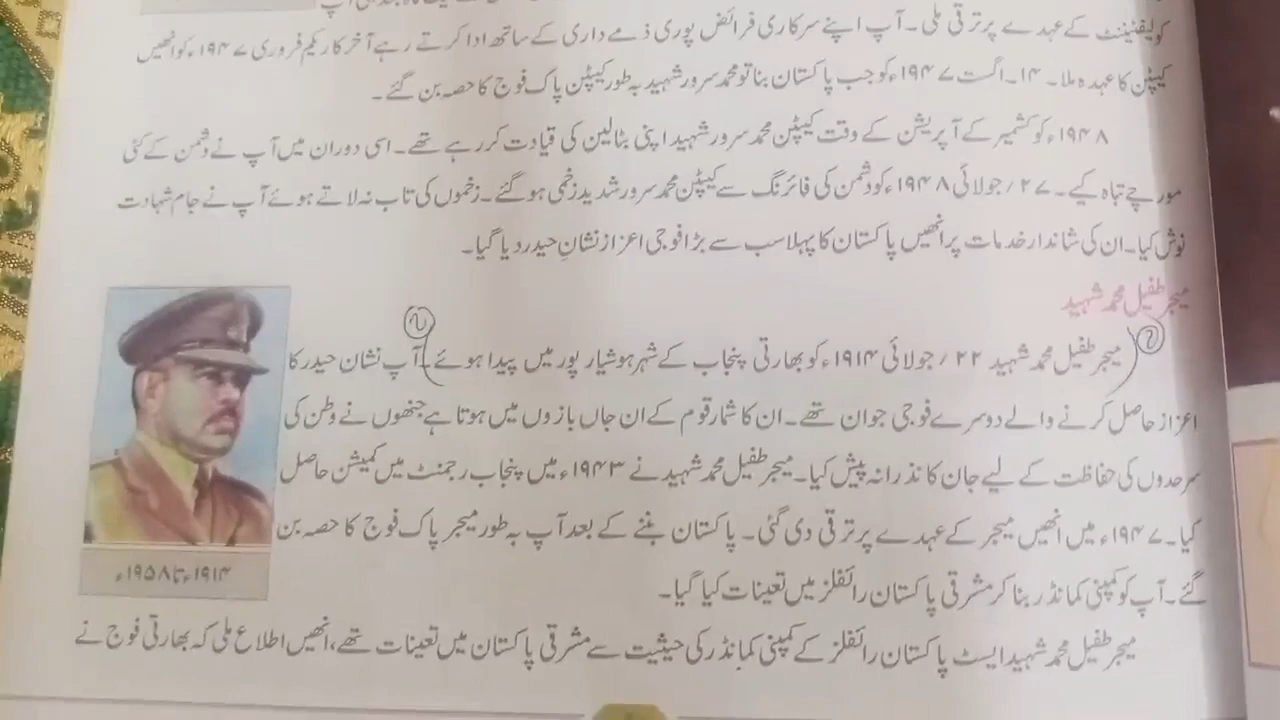 کولیفٹیننٹ کے عہدے پر ترقی ملی۔ آپ اپنے سرکاری فرائض پوری ذمے داری کے ساتھ ادا کرتے رہے آخر کار یکم فروری ۱۹۴۷ء کو انھیں
کیپٹن کا عہدہ ملا۔ ۱۴۔اگست ۱۹۴۷ء کو جب پاکستان بنا تو محمد سرور شہید بہ طور کیپٹن پاک فوج کا حصہ بن گئے۔
۱۹۴۸ء کو کشمیر کے آپریشن کے وقت کیپٹن محمد سرور شہید اپنی بٹالین کی قیادت کر رہے تھے۔ اسی دوران میں آپ نے دشمن کے کئی
مورچے تباہ کیے۔ ۲۷/جولائی ۱۹۴۸ء کو دشمن کی فائرنگ سے کیپٹن محمد سرور شدید زخمی ہو گئے۔ زخموں کی تاب نہ لاتے ہوئے آپ نے جامِ شہادت
نوش کیا۔ ان کی شاندار خدمات پر انھیں پاکستان کا پہلا سب سے بڑا فوجی اعزاز نشانِ حیدر دیا گیا۔
میجر طفیل محمد شہید
میجر طفیل محمد شہید ۲۲/جولائی ۱۹۱۴ء کو بھارتی پنجاب کے شہر ہوشیار پور میں پیدا ہوئے۔ آپ نشان حیدر کا
اعزاز حاصل کرنے والے دوسرے فوجی جوان تھے۔ ان کا شمار قوم کے ان جاں بازوں میں ہوتا ہے جنھوں نے وطن کی
سرحدوں کی حفاظت کے لیے جان کا نذرانہ پیش کیا۔ میجر طفیل محمد شہید نے ۱۹۴۳ء میں پنجاب رجمنٹ میں کمیشن حاصل
کیا۔ ۱۹۴۷ء میں انھیں میجر کے عہدے پر ترقی دی گئی۔ پاکستان بننے کے بعد آپ بہ طور میجر پاک فوج کا حصہ بن
گئے۔ آپ کو کمپنی کمانڈر بنا کر مشرقی پاکستان رائفلز میں تعینات کیا گیا۔
۱۹۱۴ء تا ۱۹۵۸ء
میجر طفیل محمد شہید ایسٹ پاکستان رائفلز کے کمپنی کمانڈر کی حیثیت سے مشرقی پاکستان میں تعینات تھے، انھیں اطلاع ملی کہ بھارتی فوج نے